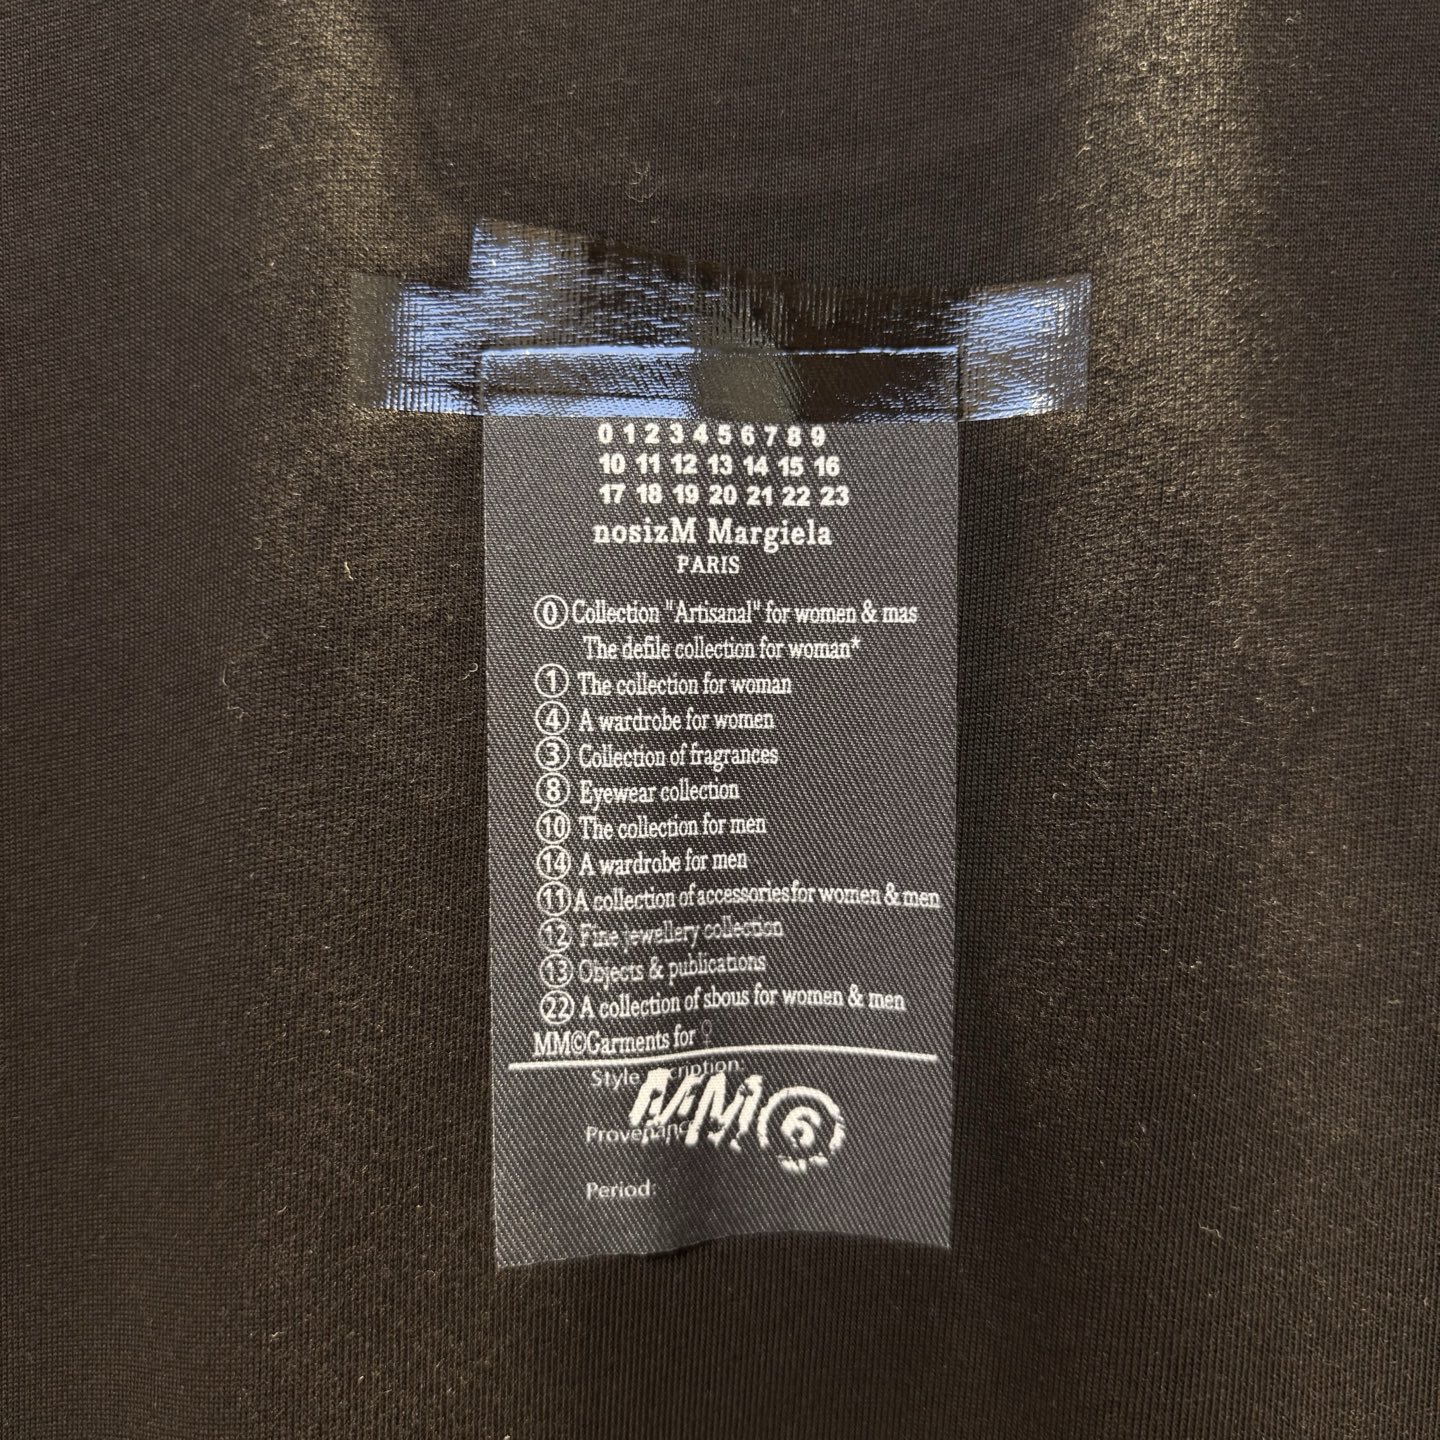 0 1 2 3 4 5 6 7 8 9
10 11 12 13 14 15 16
17 18 19 20 21 22 23
nosizM Margiela
PARIS
0 Collection "Artisanal" for women & mas
The defile collection for woman*
1 The collection for woman
4 A wardrobe for women
3 Collection of fragrances
8 Eyewear collection
10 The collection for men
14 A wardrobe for men
11 A collection of accessories for women & men
12 Fine jewellery collection
13 Objects & publications
22 A collection of sbous for women & men
MM©Garments for ♀
Style
MM6
Period: